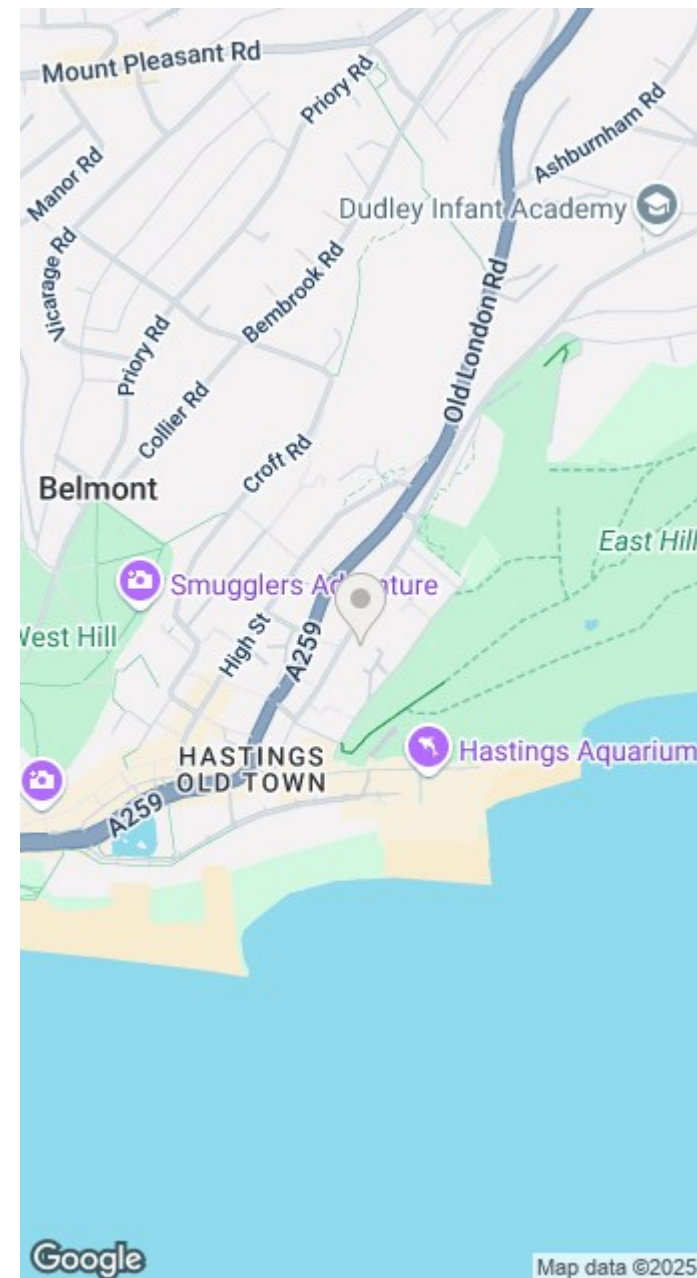 Mount Pleasant Rd
Priory Rd
Ashburnham Rd
Manor Rd
Dudley Infant Academy
Vicarage Rd
Bembrook Rd
Priory Rd
Old London Rd
Collier Rd
Croft Rd
Belmont
East Hill
Smugglers Adventure
West Hill
High St
A259
HASTINGS
OLD TOWN
Hastings Aquarium
A259
Google
Map data ©2025